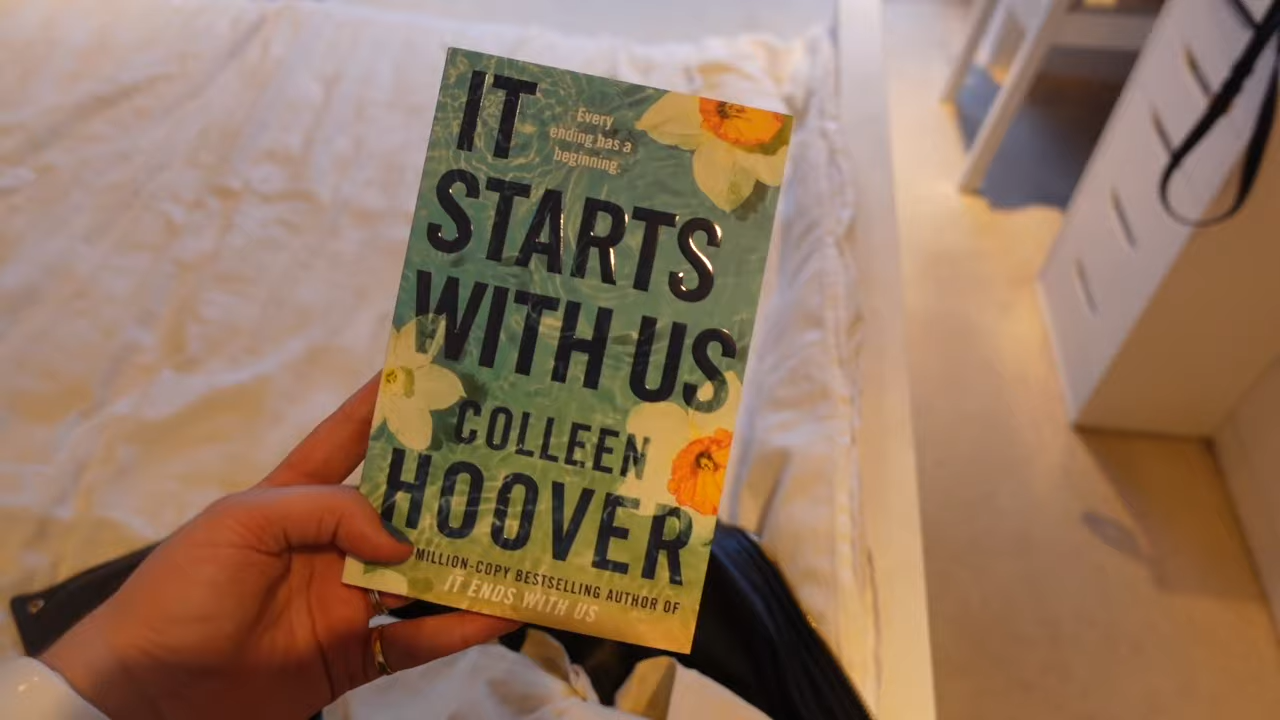 IT
Every
ending has a
beginning.
STARTS
WITH US
COLLEEN
HOOVER
MILLION-COPY BESTSELLING AUTHOR OF
IT ENDS WITH US